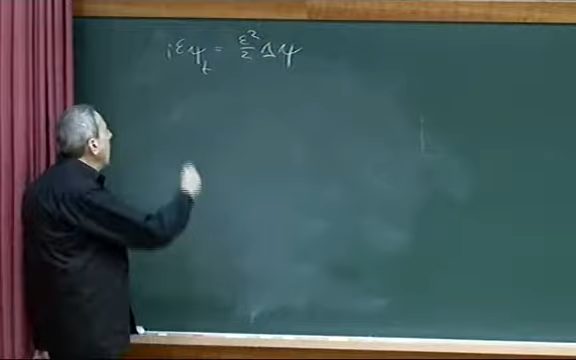 iεψ_t = ε²/2 Δψ